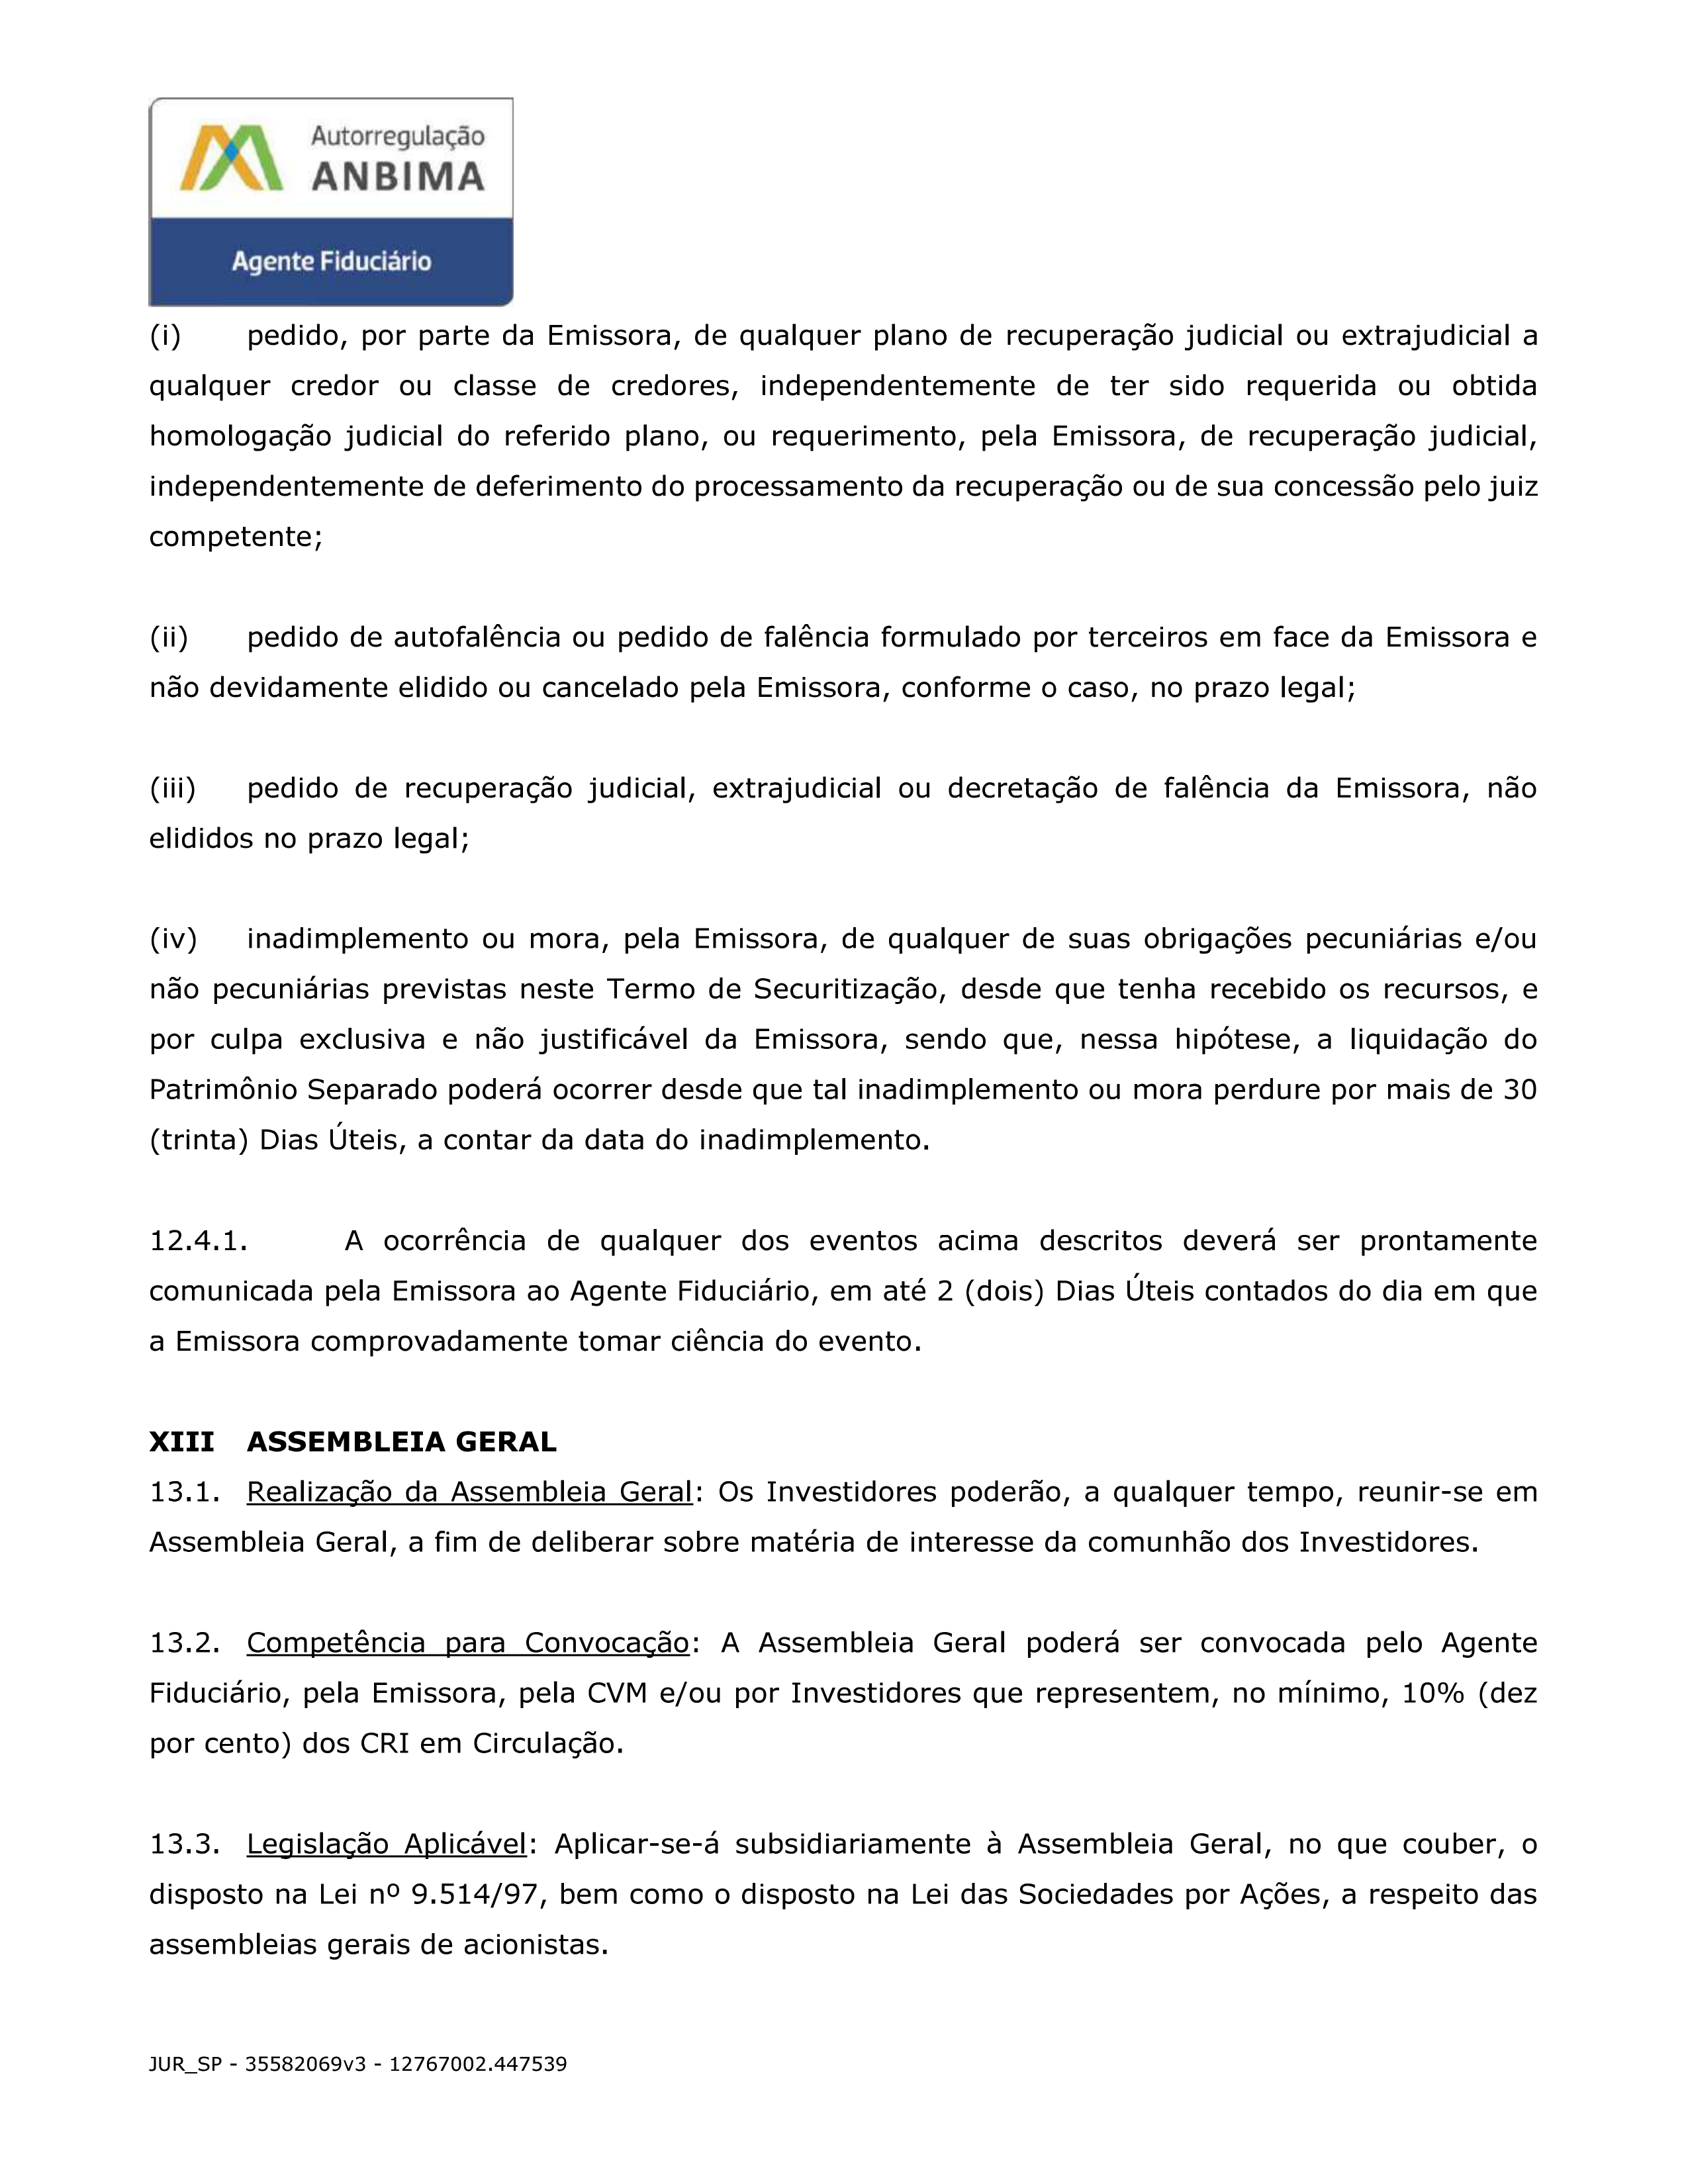 Autorregulação
ANBIMA
Agente Fiduciário
(i) pedido, por parte da Emissora, de qualquer plano de recuperação judicial ou extrajudicial a
qualquer credor ou classe de credores, independentemente de ter sido requerida ou obtida
homologação judicial do referido plano, ou requerimento, pela Emissora, de recuperação judicial,
independentemente de deferimento do processamento da recuperação ou de sua concessão pelo juiz
competente;
(ii) pedido de autofalência ou pedido de falência formulado por terceiros em face da Emissora e
não devidamente elidido ou cancelado pela Emissora, conforme o caso, no prazo legal;
(iii) pedido de recuperação judicial, extrajudicial ou decretação de falência da Emissora, não
elididos no prazo legal;
(iv) inadimplemento ou mora, pela Emissora, de qualquer de suas obrigações pecuniárias e/ou
não pecuniárias previstas neste Termo de Securitização, desde que tenha recebido os recursos, e
por culpa exclusiva e não justificável da Emissora, sendo que, nessa hipótese, a liquidação do
Patrimônio Separado poderá ocorrer desde que tal inadimplemento ou mora perdure por mais de 30
(trinta) Dias Úteis, a contar da data do inadimplemento.
12.4.1. A ocorrência de qualquer dos eventos acima descritos deverá ser prontamente
comunicada pela Emissora ao Agente Fiduciário, em até 2 (dois) Dias Úteis contados do dia em que
a Emissora comprovadamente tomar ciência do evento.
XIII ASSEMBLEIA GERAL
13.1. Realização da Assembleia Geral: Os Investidores poderão, a qualquer tempo, reunir-se em
Assembleia Geral, a fim de deliberar sobre matéria de interesse da comunhão dos Investidores.
13.2. Competência para Convocação: A Assembleia Geral poderá ser convocada pelo Agente
Fiduciário, pela Emissora, pela CVM e/ou por Investidores que representem, no mínimo, 10% (dez
por cento) dos CRI em Circulação.
13.3. Legislação Aplicável: Aplicar-se-á subsidiariamente à Assembleia Geral, no que couber, o
disposto na Lei nº 9.514/97, bem como o disposto na Lei das Sociedades por Ações, a respeito das
assembleias gerais de acionistas.
JUR_SP - 35582069v3 - 12767002.447539